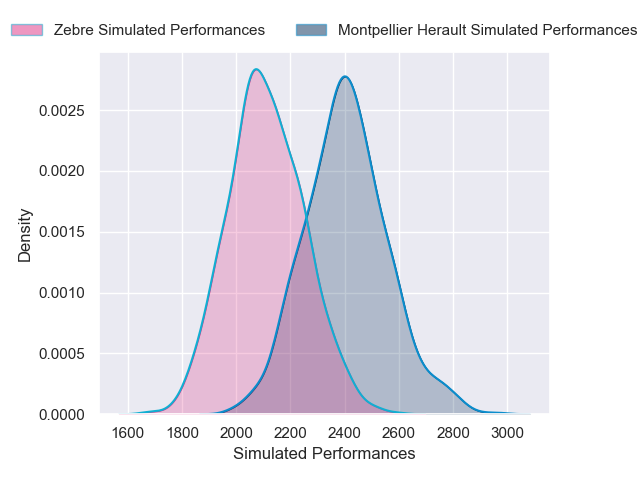 Zebre Simulated Performances
Montpellier Herault Simulated Performances
0.0025
0.0020
0.0015
0.0010
0.0005
0.0000
Density
1600 1800 2000 2200 2400 2600 2800 3000
Simulated Performances